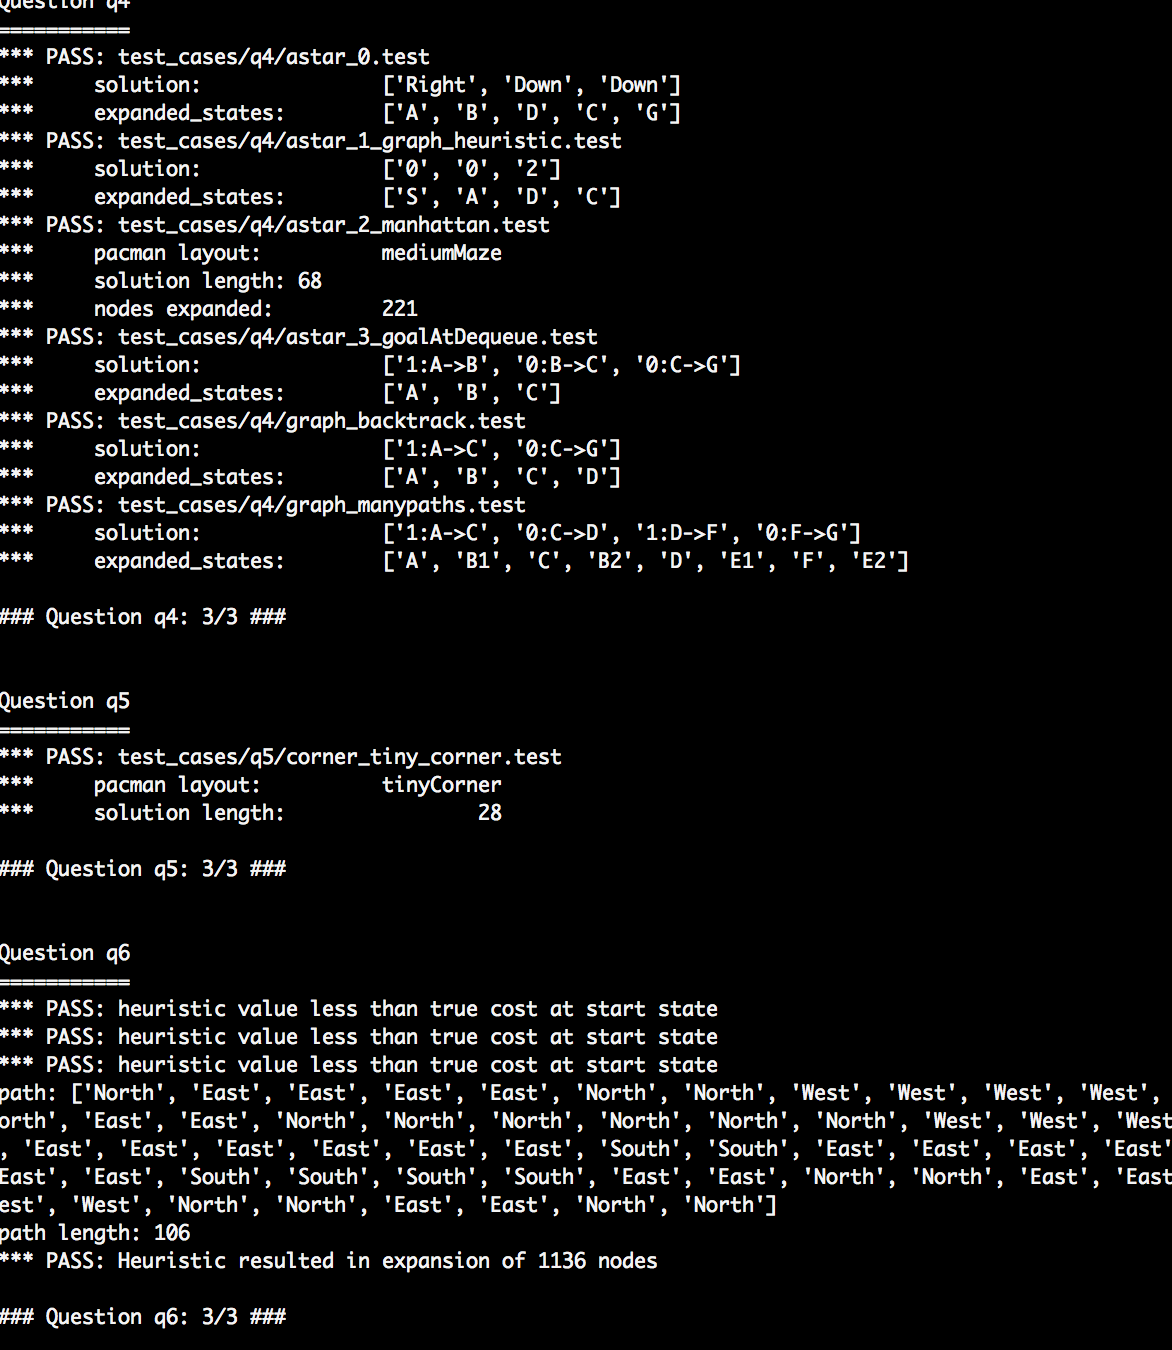 Question q4
===========
*** PASS: test_cases/q4/astar_0.test
***     solution:               ['Right', 'Down', 'Down']
***     expanded_states:        ['A', 'B', 'D', 'C', 'G']
*** PASS: test_cases/q4/astar_1_graph_heuristic.test
***     solution:               ['0', '0', '2']
***     expanded_states:        ['S', 'A', 'D', 'C']
*** PASS: test_cases/q4/astar_2_manhattan.test
***     pacman layout:          mediumMaze
***     solution length: 68
***     nodes expanded:         221
*** PASS: test_cases/q4/astar_3_goalAtDequeue.test
***     solution:               ['1:A->B', '0:B->C', '0:C->G']
***     expanded_states:        ['A', 'B', 'C']
*** PASS: test_cases/q4/graph_backtrack.test
***     solution:               ['1:A->C', '0:C->G']
***     expanded_states:        ['A', 'B', 'C', 'D']
*** PASS: test_cases/q4/graph_manypaths.test
***     solution:               ['1:A->C', '0:C->D', '1:D->F', '0:F->G']
***     expanded_states:        ['A', 'B1', 'C', 'B2', 'D', 'E1', 'F', 'E2']
### Question q4: 3/3 ###
Question q5
===========
*** PASS: test_cases/q5/corner_tiny_corner.test
***     pacman layout:          tinyCorner
***     solution length:                28
### Question q5: 3/3 ###
Question q6
===========
*** PASS: heuristic value less than true cost at start state
*** PASS: heuristic value less than true cost at start state
*** PASS: heuristic value less than true cost at start state
path: ['North', 'East', 'East', 'East', 'East', 'North', 'North', 'West', 'West', 'West', 'West',
orth', 'East', 'East', 'North', 'North', 'North', 'North', 'North', 'North', 'West', 'West', 'West
, 'East', 'East', 'East', 'East', 'East', 'East', 'South', 'South', 'East', 'East', 'East', 'East'
East', 'East', 'South', 'South', 'South', 'South', 'East', 'East', 'North', 'North', 'East', 'East
est', 'West', 'North', 'North', 'East', 'East', 'North', 'North']
path length: 106
*** PASS: Heuristic resulted in expansion of 1136 nodes
### Question q6: 3/3 ###